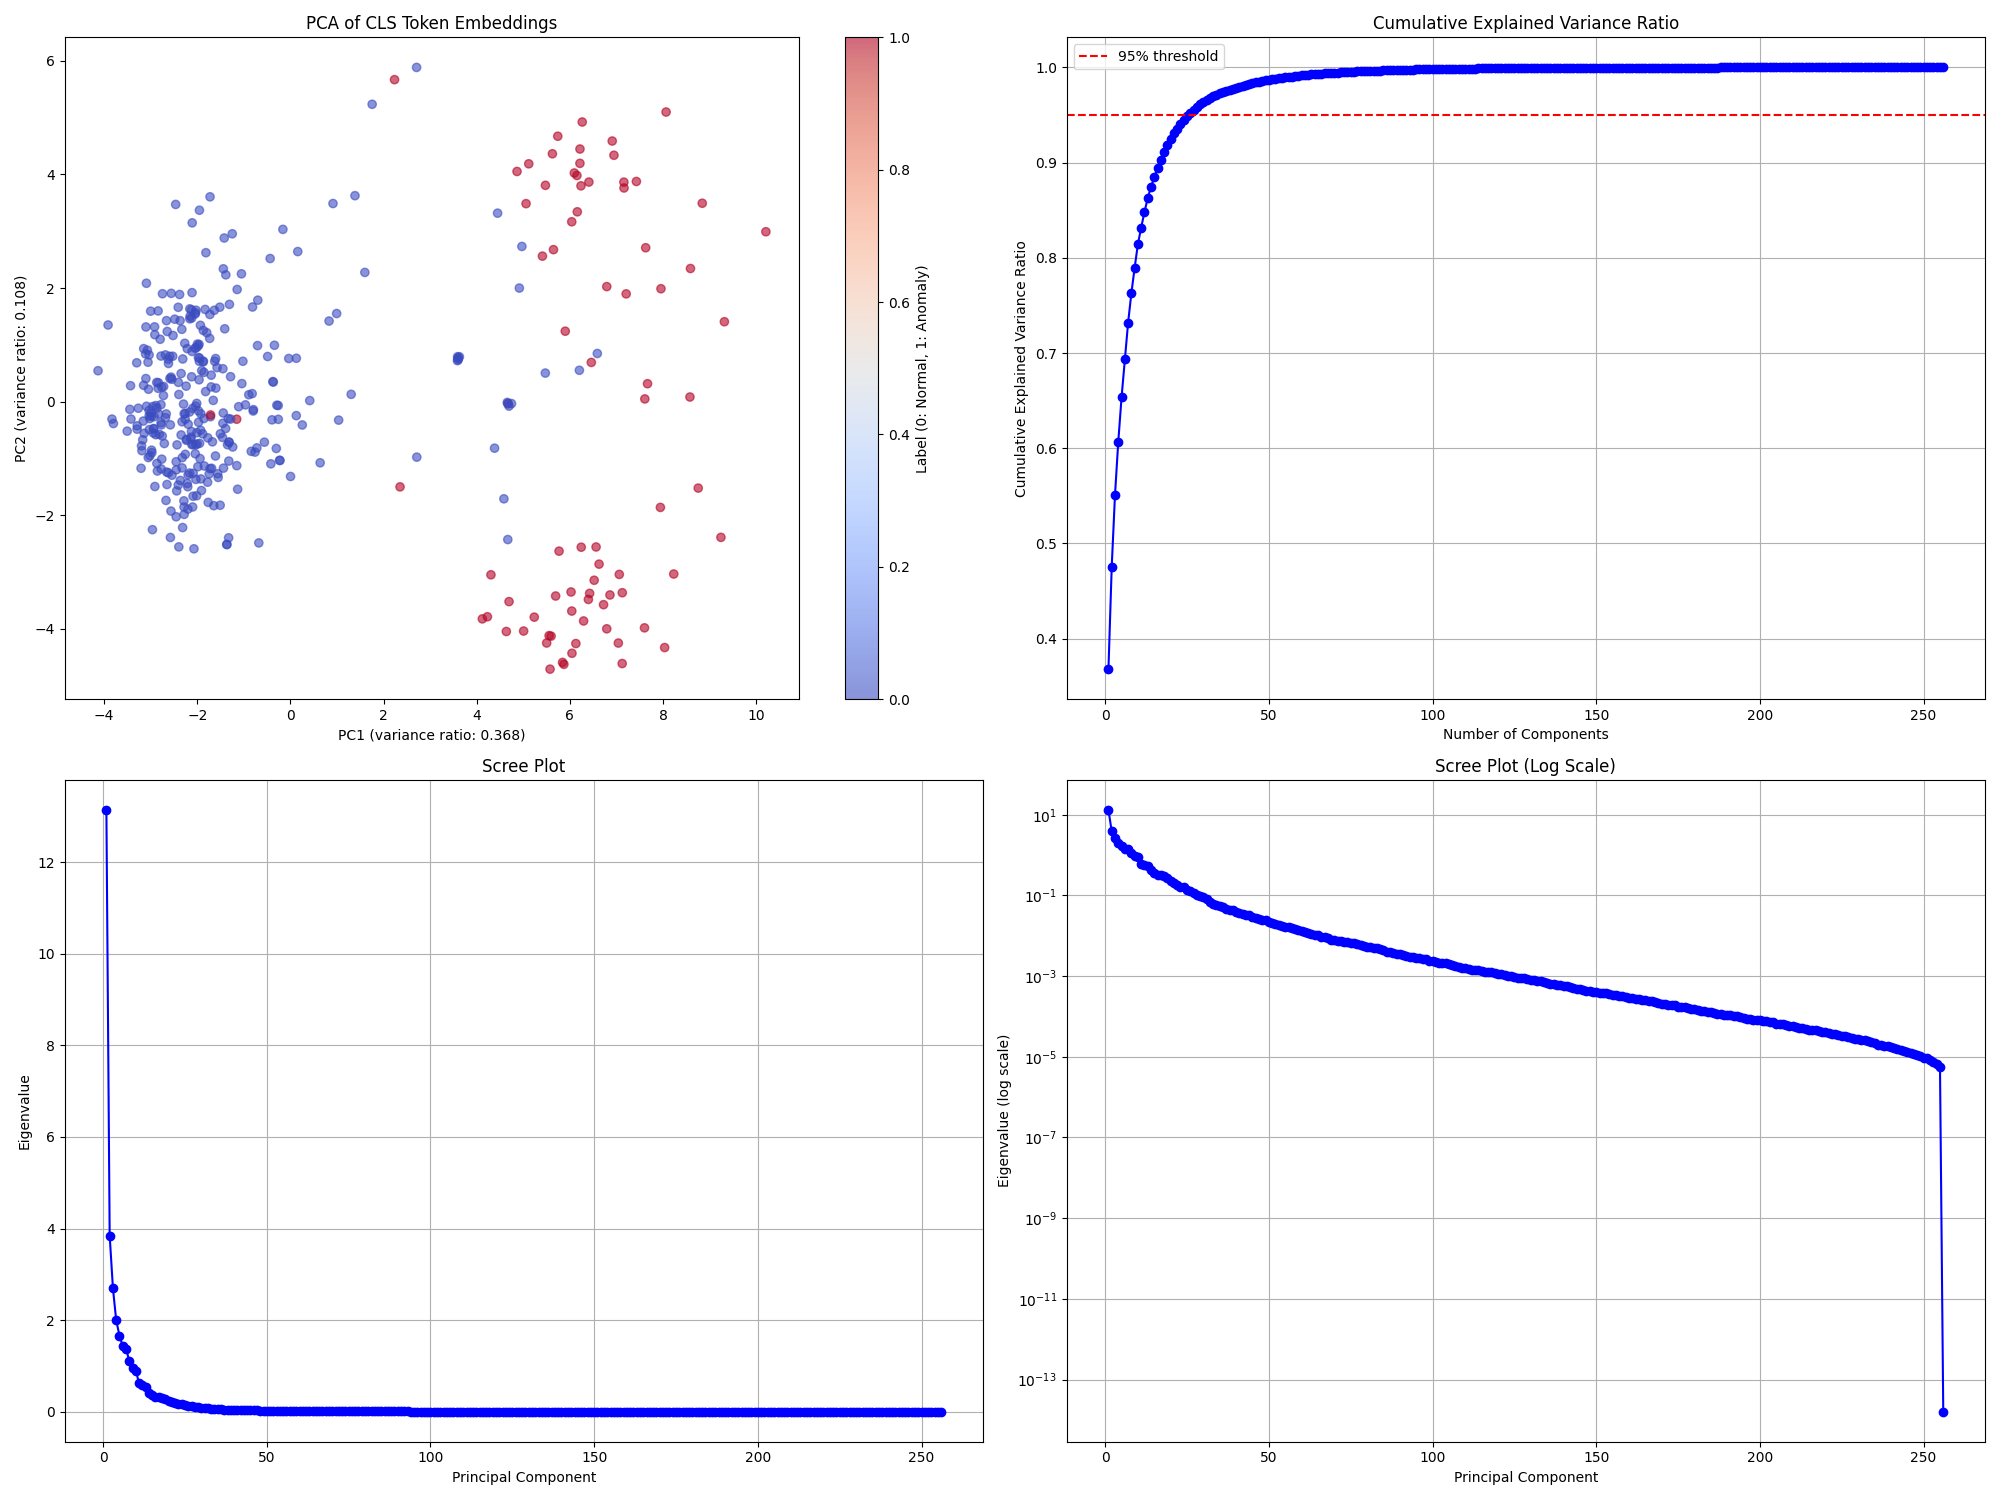 PCA of CLS Token Embeddings
6
4
2
0
−2
−4
PC2 (variance ratio: 0.108)
−4 −2 0 2 4 6 8 10
PC1 (variance ratio: 0.368)
1.0
0.8
0.6
0.4
0.2
0.0
Label (0: Normal, 1: Anomaly)
Cumulative Explained Variance Ratio
95% threshold
1.0
0.9
0.8
0.7
0.6
0.5
0.4
Cumulative Explained Variance Ratio
0 50 100 150 200 250
Number of Components
Scree Plot
12
10
8
6
4
2
0
Eigenvalue
0 50 100 150 200 250
Principal Component
Scree Plot (Log Scale)
10¹
10⁻¹
10⁻³
10⁻⁵
10⁻⁷
10⁻⁹
10⁻¹¹
10⁻¹³
Eigenvalue (log scale)
0 50 100 150 200 250
Principal Component